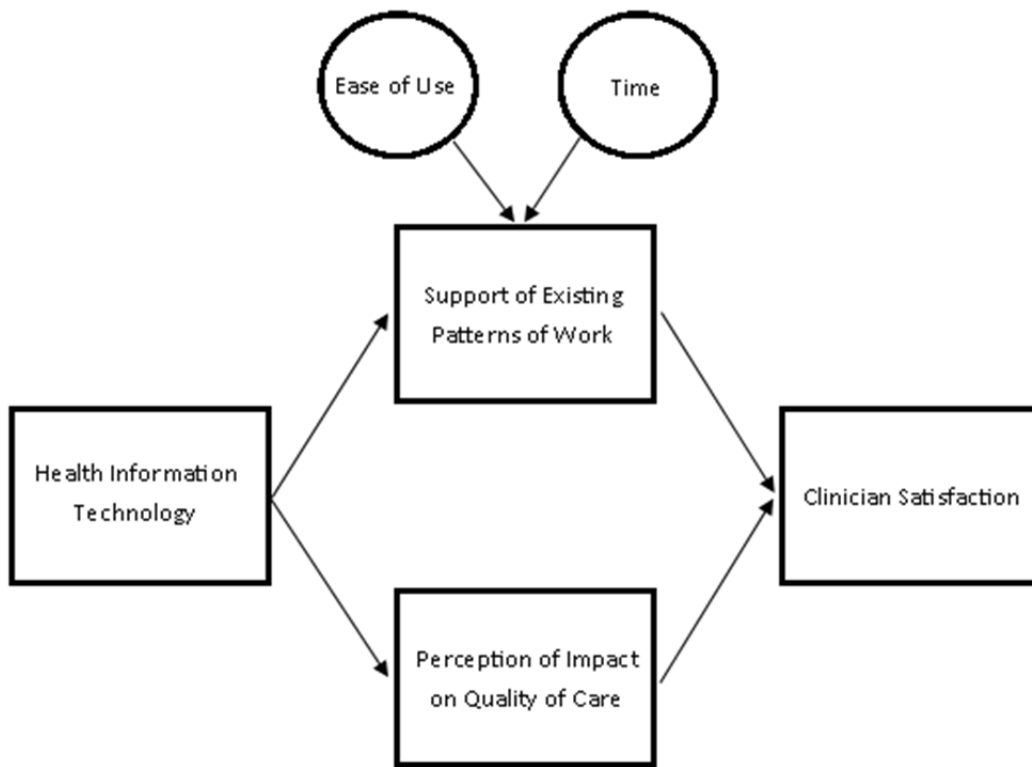 Ease of Use
Time
Support of Existing
Patterns of Work
Health Information
Technology
Clinician Satisfaction
Perception of Impact
on Quality of Care